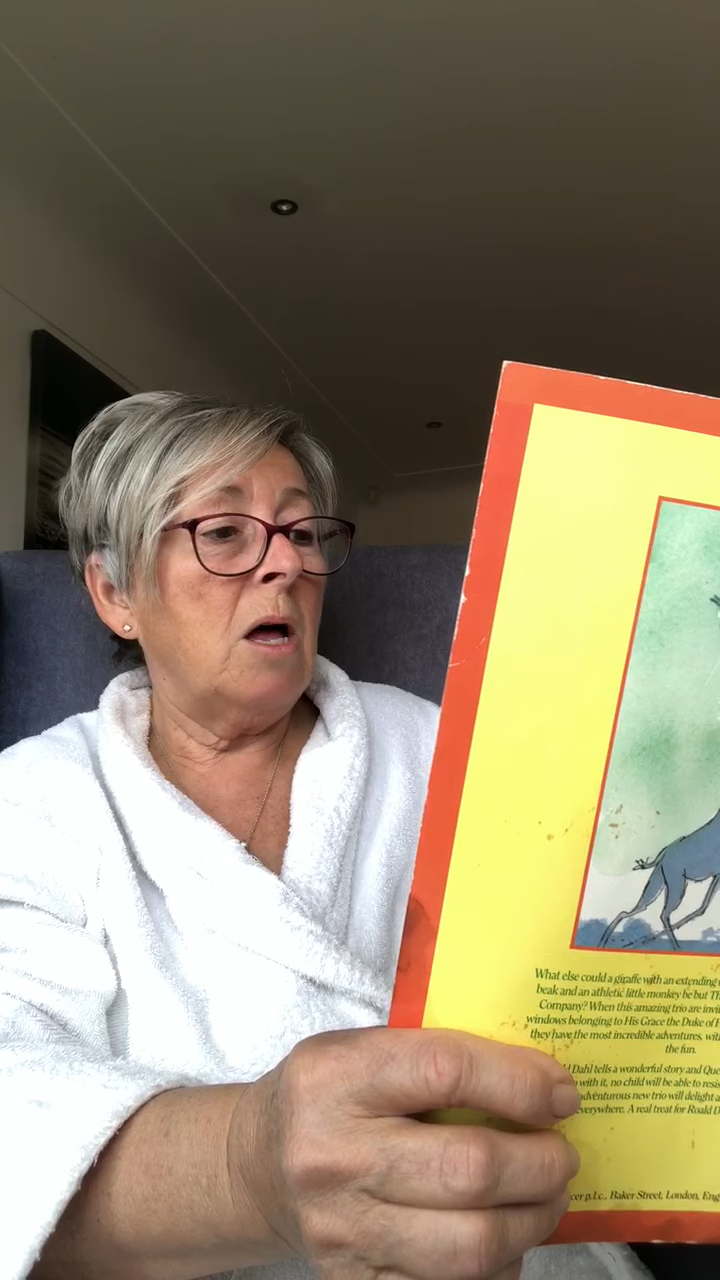 What else could a giraffe with an extending
beak and an athletic little monkey be but Th
Company? When this amazing trio are invi
windows belonging to His Grace the Duke of H
they have the most incredible adventures, with
the fun.
Dahl tells a wonderful story and Que
with it, no child will be able to resis
adventurous new trio will delight a
everywhere. A real treat for Roald D
cer p.l.c., Baker Street, London, Eng